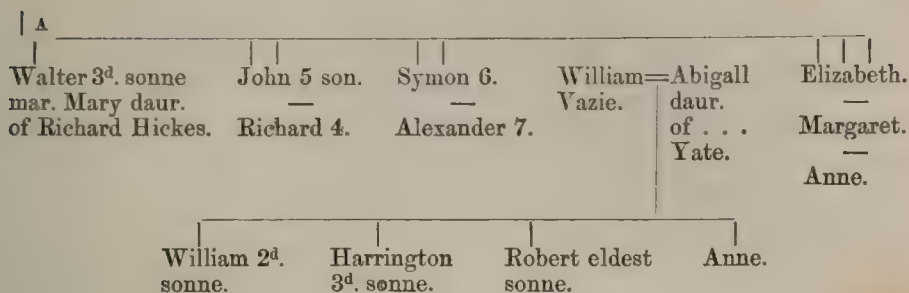 A
Walter 3d. sonne
mar. Mary daur.
of Richard Hickes.
John 5 son.
—
Richard 4.
Symon 6.
—
Alexander 7.
William=Abigall
Vazie.
daur.
of . . .
Yate.
Elizabeth.
—
Margaret.
—
Anne.
William 2d.
sonne.
Harrington
3d. sonne.
Robert eldest
sonne.
Anne.